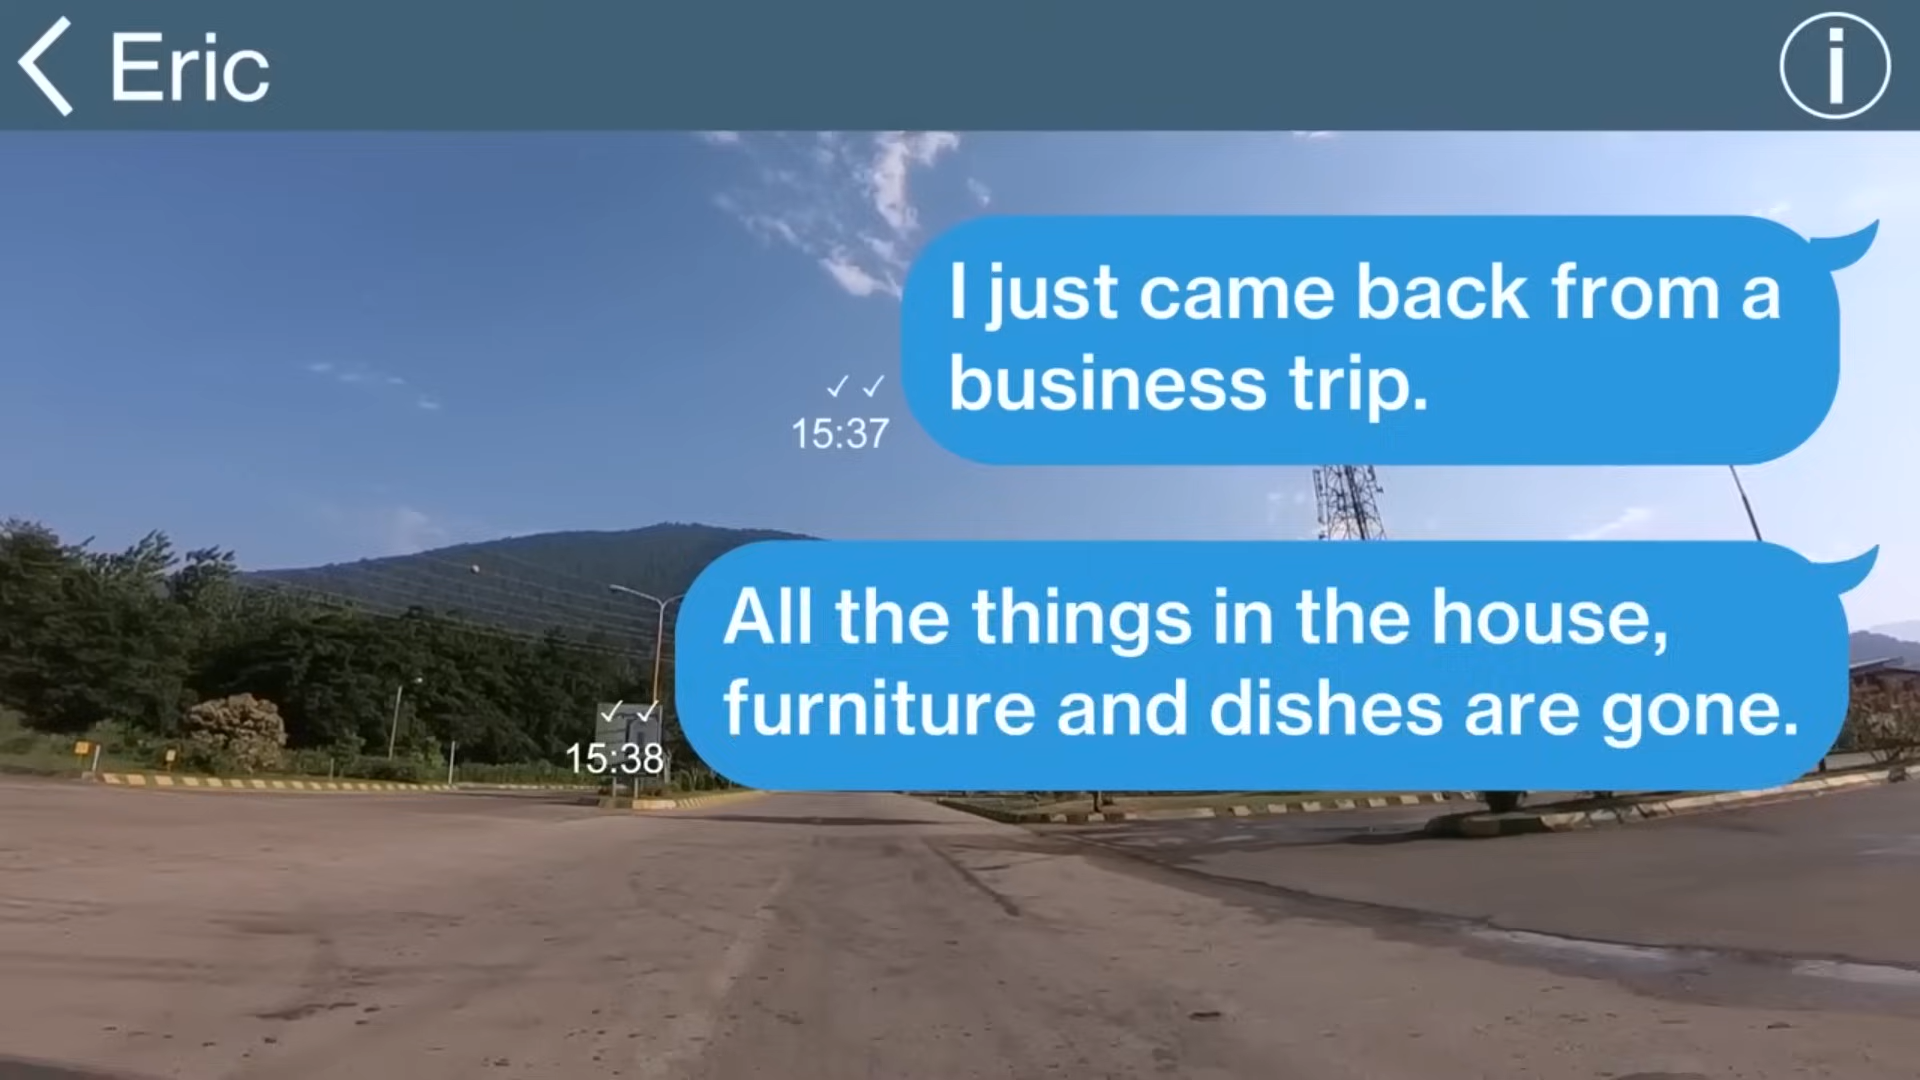 Eric
I just came back from a
business trip.
✓✓
15:37
All the things in the house,
furniture and dishes are gone.
✓✓
15:38